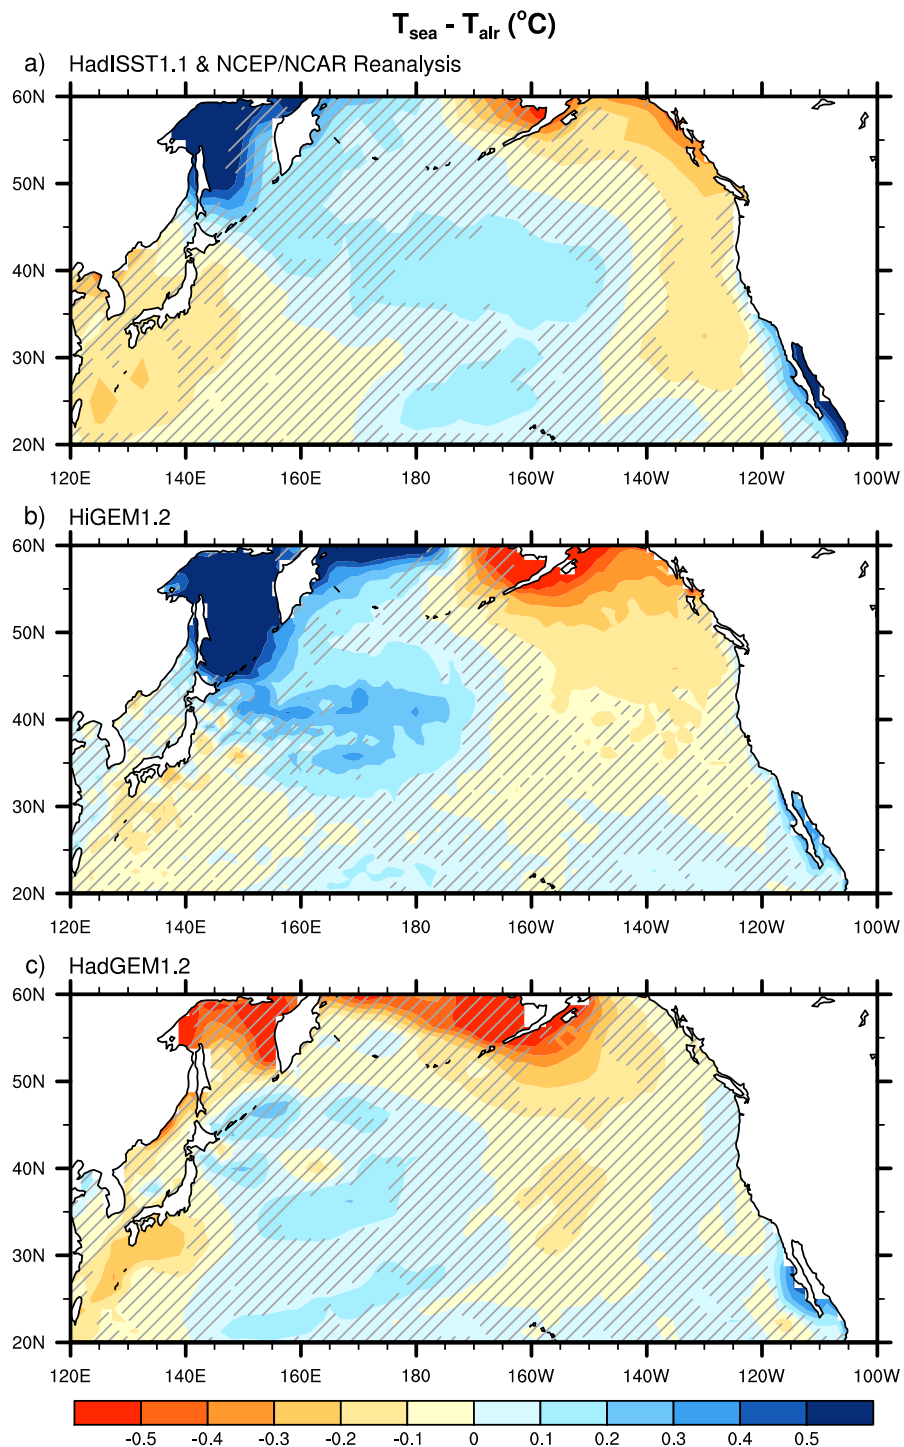 T_sea - T_air (°C)
a) HadISST1.1 & NCEP/NCAR Reanalysis
60N
50N
40N
30N
20N
120E 140E 160E 180 160W 140W 120W 100W
b) HiGEM1.2
60N
50N
40N
30N
20N
120E 140E 160E 180 160W 140W 120W 100W
c) HadGEM1.2
60N
50N
40N
30N
20N
120E 140E 160E 180 160W 140W 120W 100W
-0.5 -0.4 -0.3 -0.2 -0.1 0 0.1 0.2 0.3 0.4 0.5